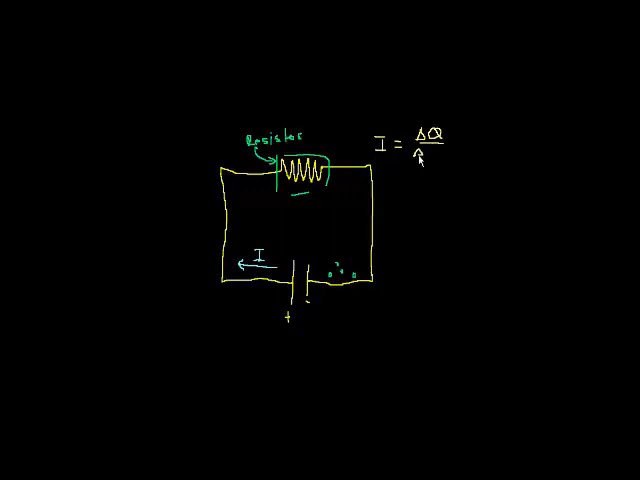 Resistor
I = ΔQ
I
+
-